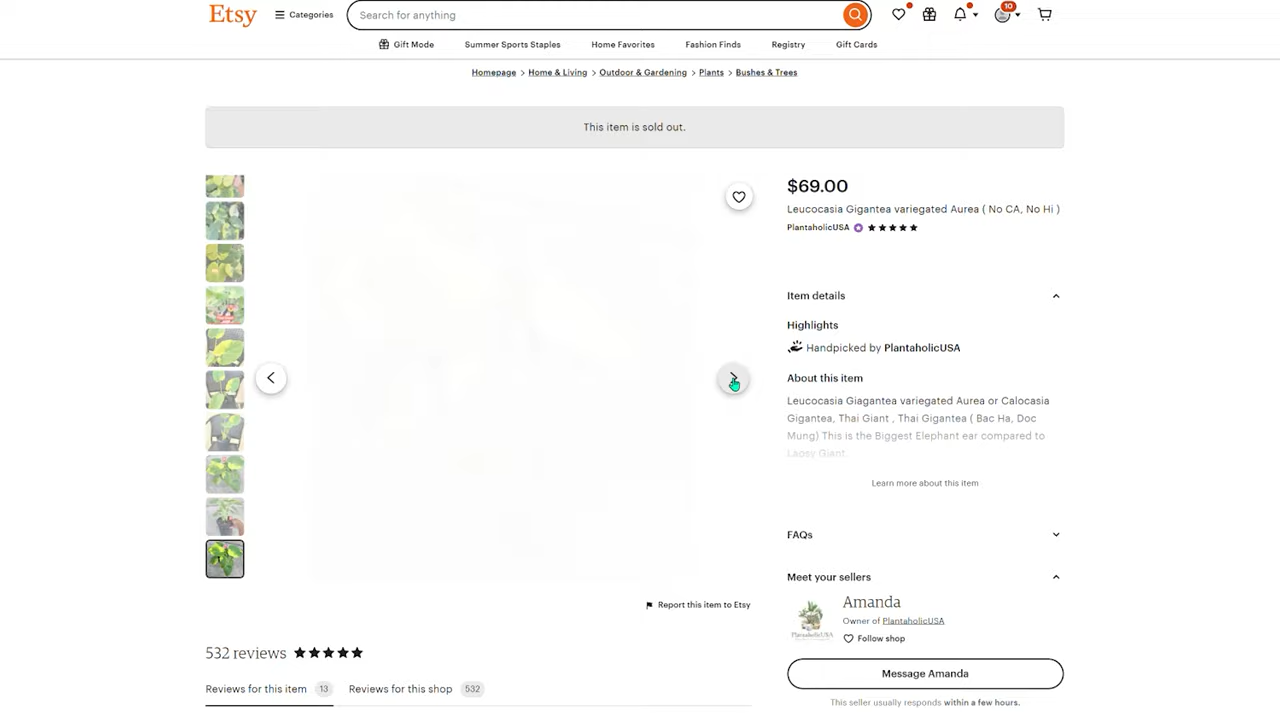 Etsy
Categories
Search for anything
10
Gift Mode
Summer Sports Staples
Home Favorites
Fashion Finds
Registry
Gift Cards
Homepage > Home & Living > Outdoor & Gardening > Plants > Bushes & Trees
This item is sold out.
$69.00
Leucocasia Gigantea variegated Aurea ( No CA, No Hi )
PlantaholicUSA
Item details
Highlights
Handpicked by PlantaholicUSA
About this item
Leucocasia Giagantea variegated Aurea or Calocasia
Gigantea, Thai Giant , Thai Gigantea ( Bac Ha, Doc
Mung) This is the Biggest Elephant ear compared to
Laosy Giant.
Learn more about this item
FAQs
Meet your sellers
PlantaholicUSA
Amanda
Owner of PlantaholicUSA
Follow shop
Report this item to Etsy
532 reviews
Message Amanda
Reviews for this item 13
Reviews for this shop 532
This seller usually responds within a few hours.